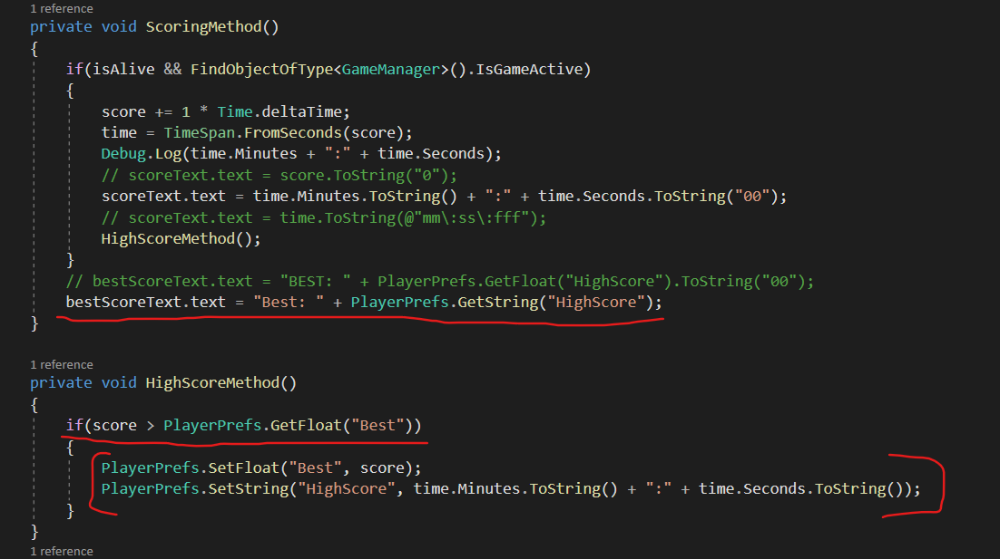 1 reference
private void ScoringMethod()
{
if(isAlive && FindObjectOfType<GameManager>().IsGameActive)
{
score += 1 * Time.deltaTime;
time = TimeSpan.FromSeconds(score);
Debug.Log(time.Minutes + ":" + time.Seconds);
// scoreText.text = score.ToString("0");
scoreText.text = time.Minutes.ToString() + ":" + time.Seconds.ToString("00");
// scoreText.text = time.ToString(@"mm\:ss\:fff");
HighScoreMethod();
}
// bestScoreText.text = "BEST: " + PlayerPrefs.GetFloat("HighScore").ToString("00");
bestScoreText.text = "Best: " + PlayerPrefs.GetString("HighScore");
}
1 reference
private void HighScoreMethod()
{
if(score > PlayerPrefs.GetFloat("Best"))
{
PlayerPrefs.SetFloat("Best", score);
PlayerPrefs.SetString("HighScore", time.Minutes.ToString() + ":" + time.Seconds.ToString());
}
}
1 reference